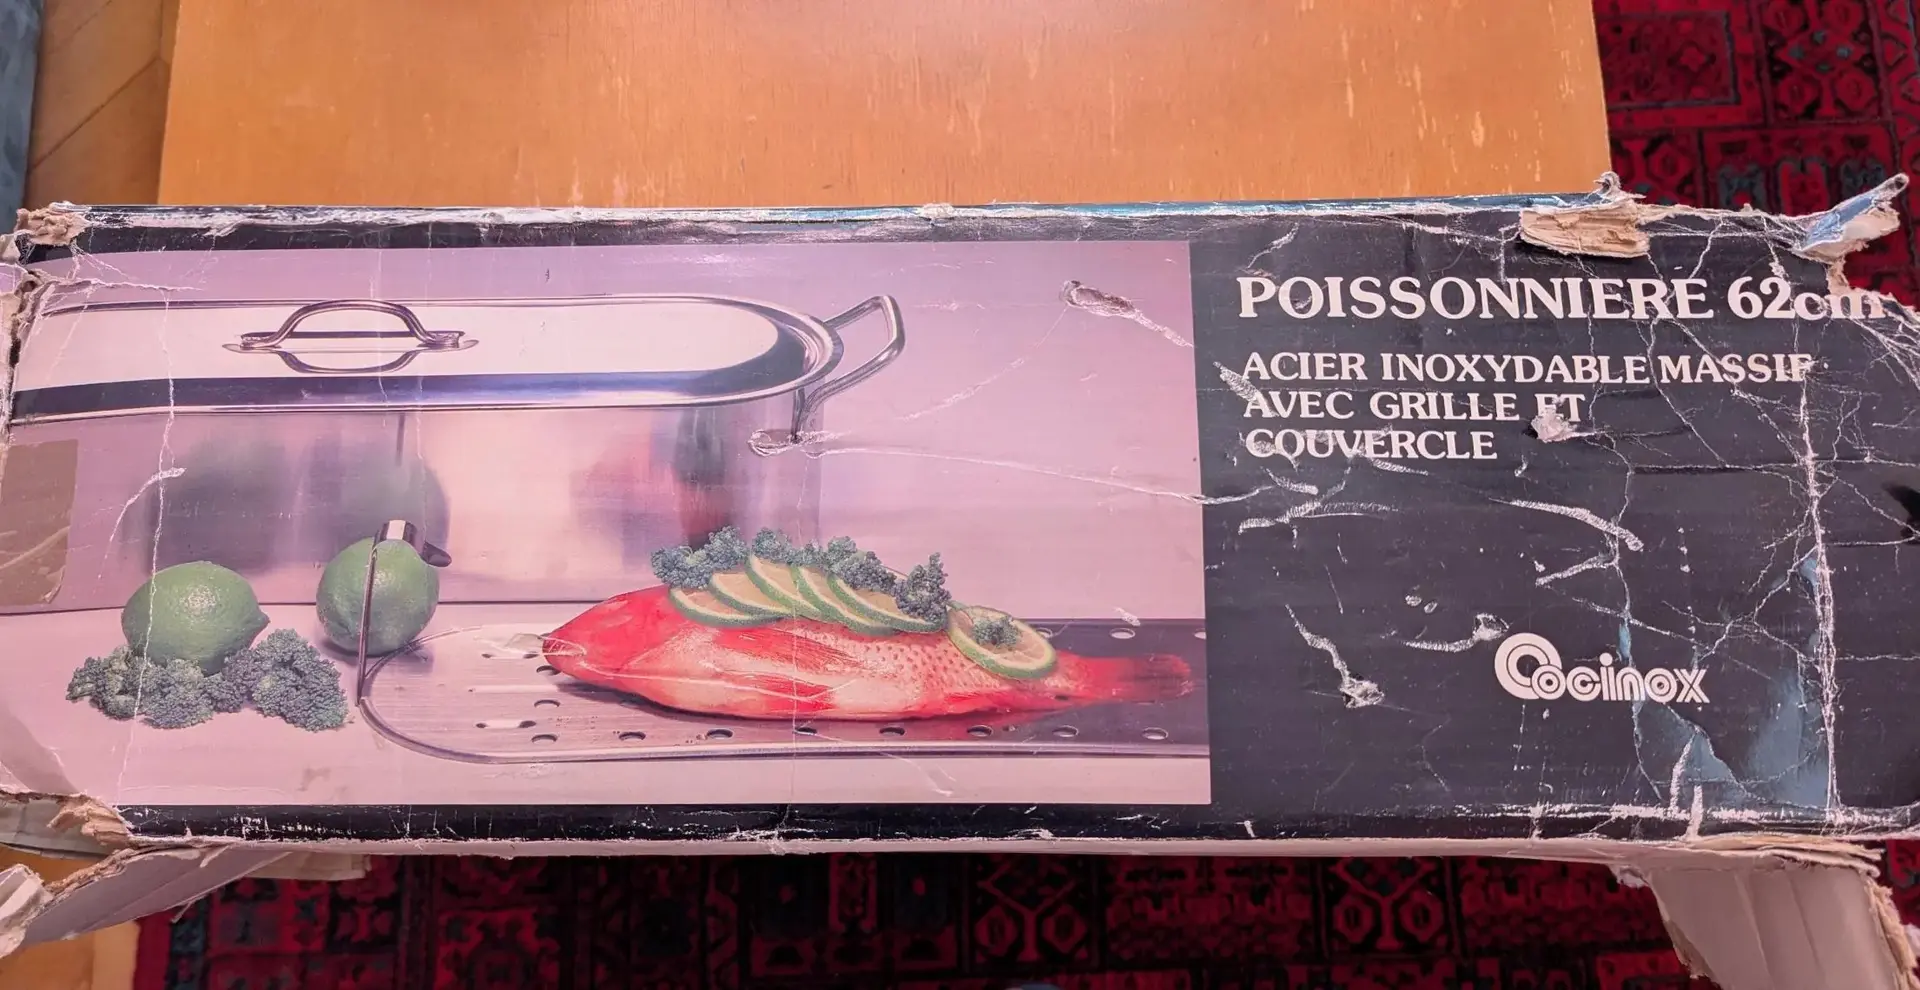 POISSONNIERE 62cm
ACIER INOXYDABLE MASSIF
AVEC GRILLE ET
COUVERCLE
Cocinox